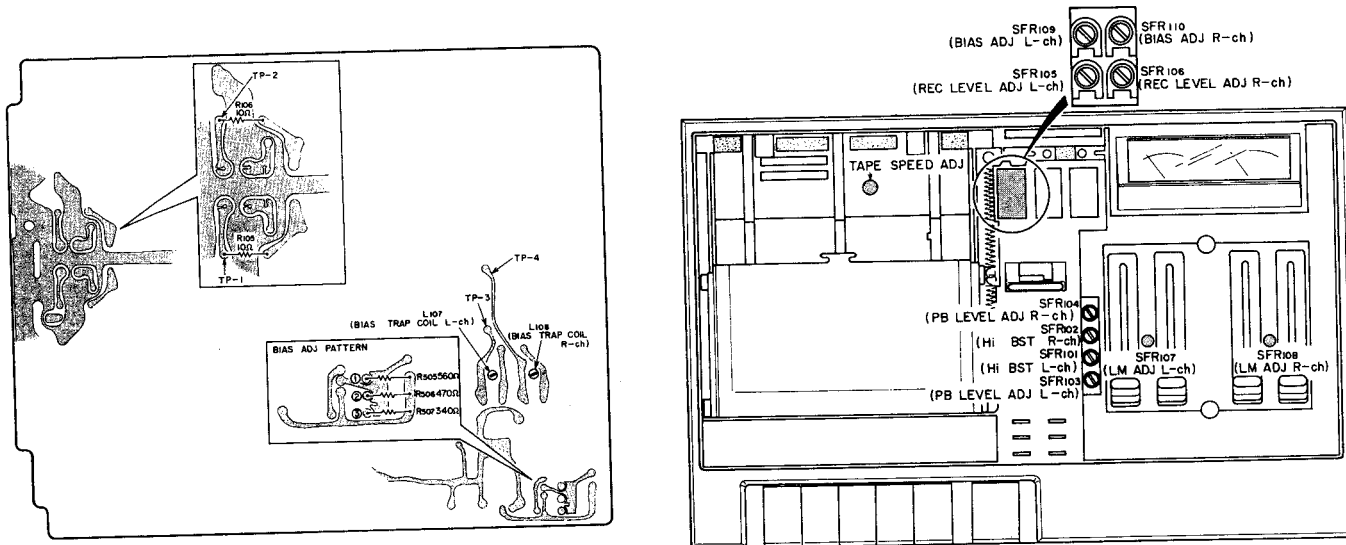 TP-2
R106
10Ω
R105
10Ω
TP-1
TP-4
TP-3
L107
(BIAS TRAP COIL L-ch)
L108
(BIAS TRAP COIL
R-ch)
BIAS ADJ PATTERN
1 R505 560Ω
2 R506 470Ω
3 R507 340Ω
SFR109
(BIAS ADJ L-ch)
SFR110
(BIAS ADJ R-ch)
SFR105
(REC LEVEL ADJ L-ch)
SFR106
(REC LEVEL ADJ R-ch)
TAPE SPEED ADJ
SFR104
(PB LEVEL ADJ R-ch)
SFR102
(Hi BST R-ch)
SFR101
(Hi BST L-ch)
SFR103
(PB LEVEL ADJ L-ch)
SFR107
(LM ADJ L-ch)
SFR108
(LM ADJ R-ch)